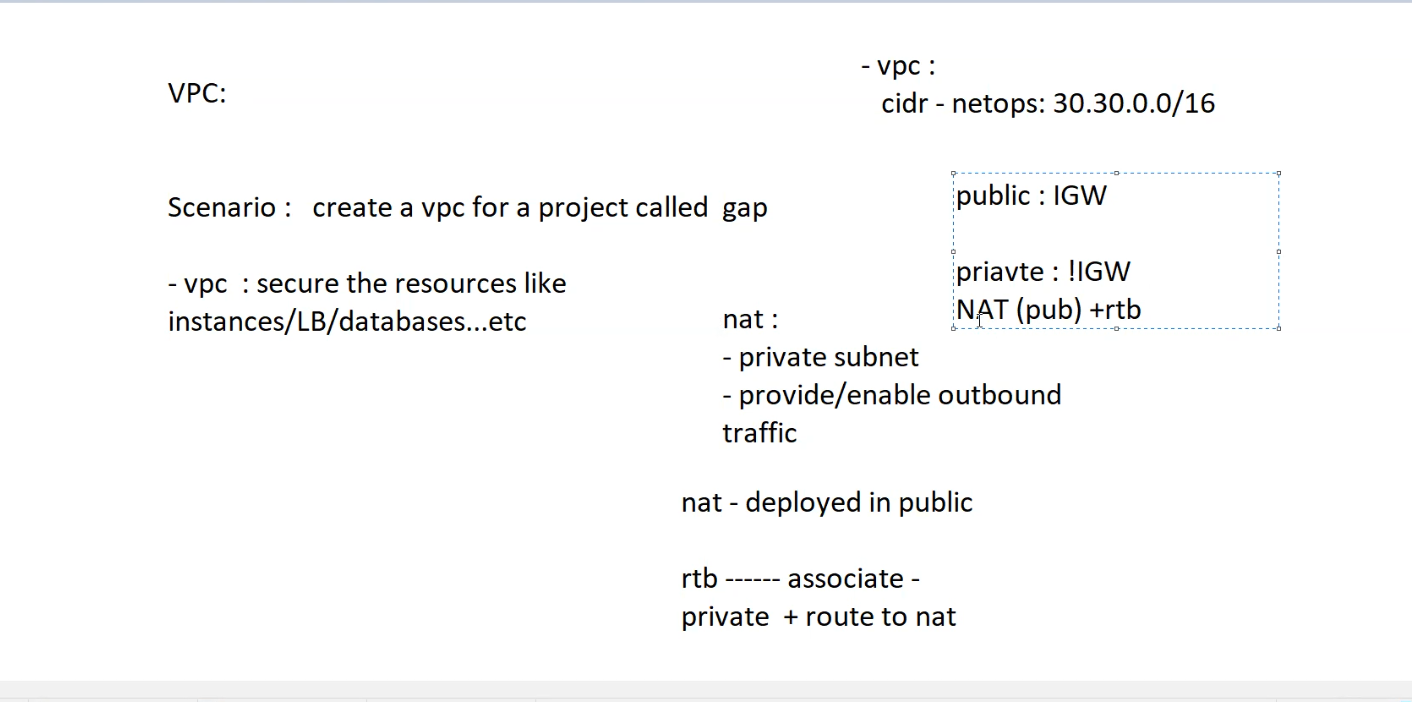 VPC:
- vpc :
cidr - netops: 30.30.0.0/16
Scenario :   create a vpc for a project called  gap
- vpc  : secure the resources like
instances/LB/databases...etc
public : IGW
priavte : !IGW
NAT (pub) +rtb
nat :
- private subnet
- provide/enable outbound
traffic
nat - deployed in public
rtb ------ associate -
private  + route to nat